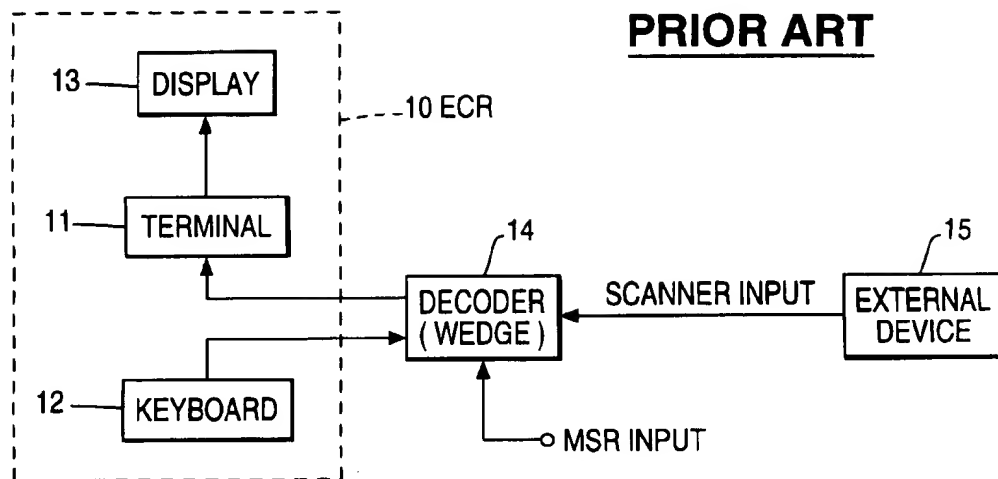 PRIOR ART
13
DISPLAY
10 ECR
11
TERMINAL
14
15
DECODER
( WEDGE )
SCANNER INPUT
EXTERNAL
DEVICE
12
KEYBOARD
MSR INPUT